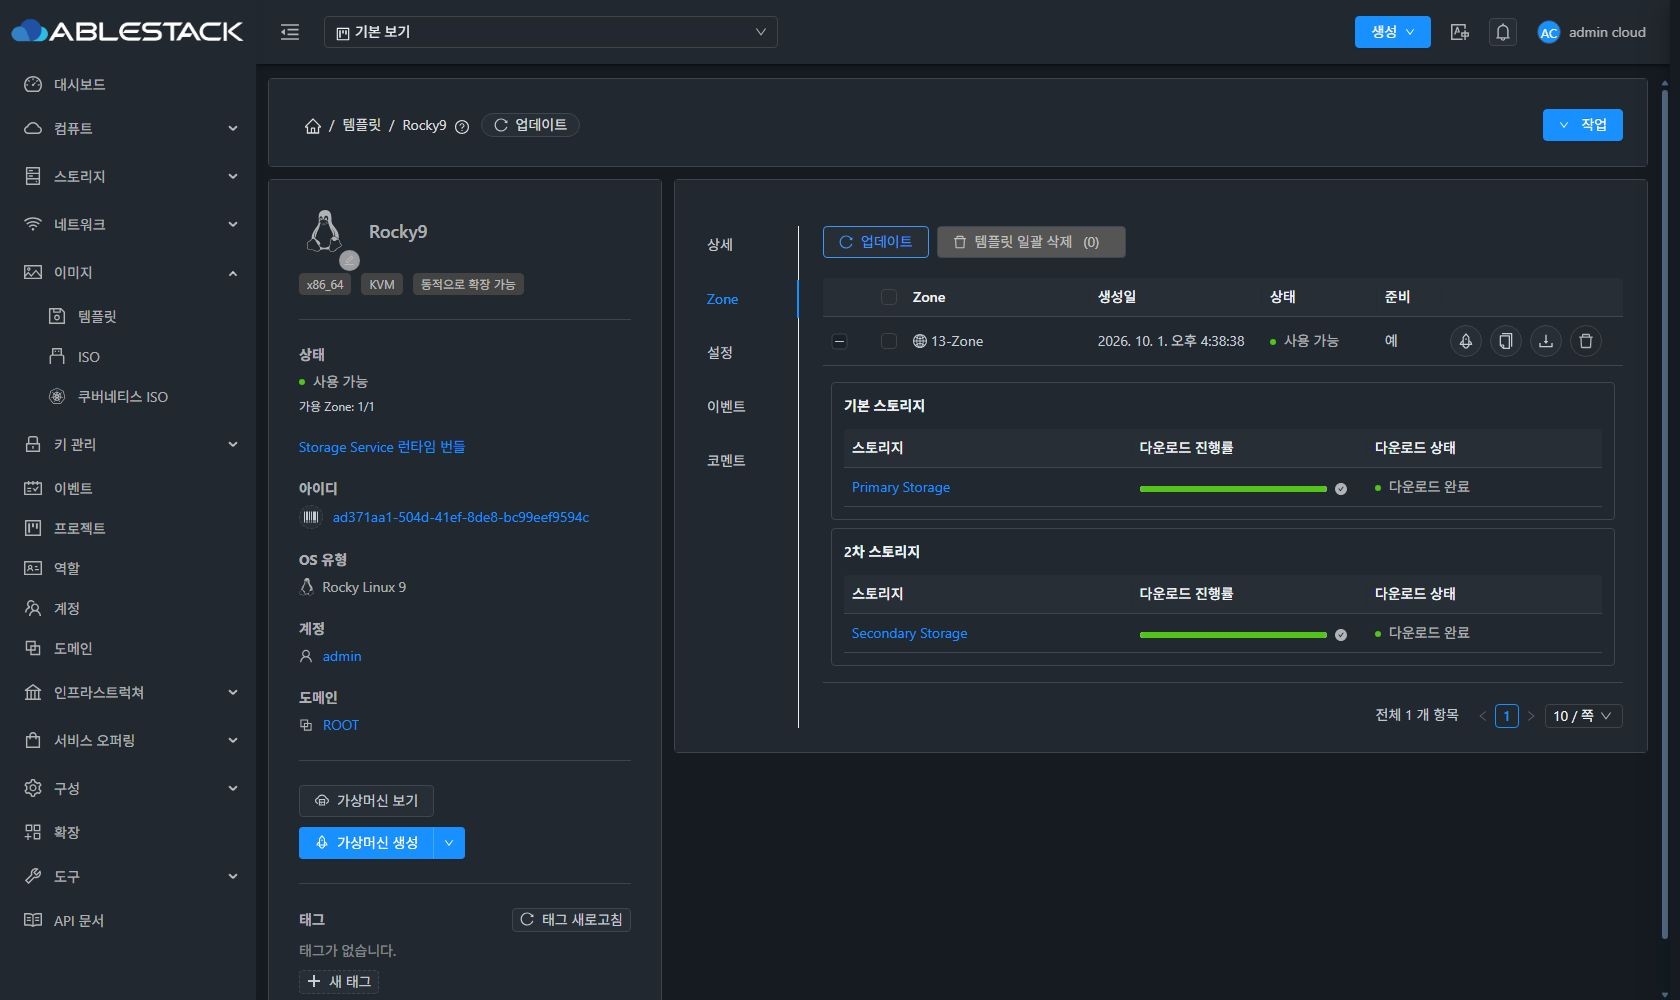 ABLESTACK
기본 보기
생성
AC admin cloud
대시보드
컴퓨트
스토리지
네트워크
이미지
템플릿
ISO
쿠버네티스 ISO
키 관리
이벤트
프로젝트
역할
계정
도메인
인프라스트럭쳐
서비스 오퍼링
구성
확장
도구
API 문서
/ 템플릿 / Rocky9 업데이트
작업
Rocky9
x86_64 KVM 동적으로 확장 가능
상태
사용 가능
가용 Zone: 1/1
Storage Service 런타임 번들
아이디
ad371aa1-504d-41ef-8de8-bc99eef9594c
OS 유형
Rocky Linux 9
계정
admin
도메인
ROOT
가상머신 보기
가상머신 생성
태그 태그 새로고침
태그가 없습니다.
+ 새 태그
상세
Zone
설정
이벤트
코멘트
업데이트 템플릿 일괄 삭제 (0)
Zone 생성일 상태 준비
13-Zone 2026. 10. 1. 오후 4:38:38 사용 가능 예
기본 스토리지
스토리지 다운로드 진행률 다운로드 상태
Primary Storage 다운로드 완료
2차 스토리지
스토리지 다운로드 진행률 다운로드 상태
Secondary Storage 다운로드 완료
전체 1 개 항목 < 1 > 10 / 쪽